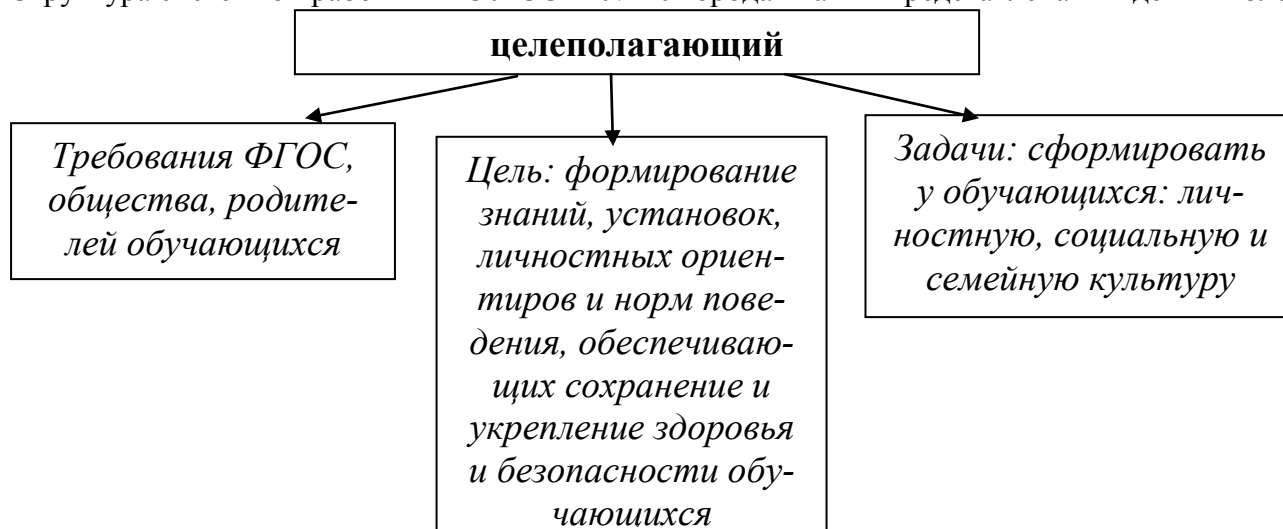 целеполагающий
Требования ФГОС,
общества, родите-
лей обучающихся
Цель: формирование
знаний, установок,
личностных ориен-
тиров и норм пове-
дения, обеспечиваю-
щих сохранение и
укрепление здоровья
и безопасности обу-
чающихся
Задачи: сформировать
у обучающихся: лич-
ностную, социальную и
семейную культуру